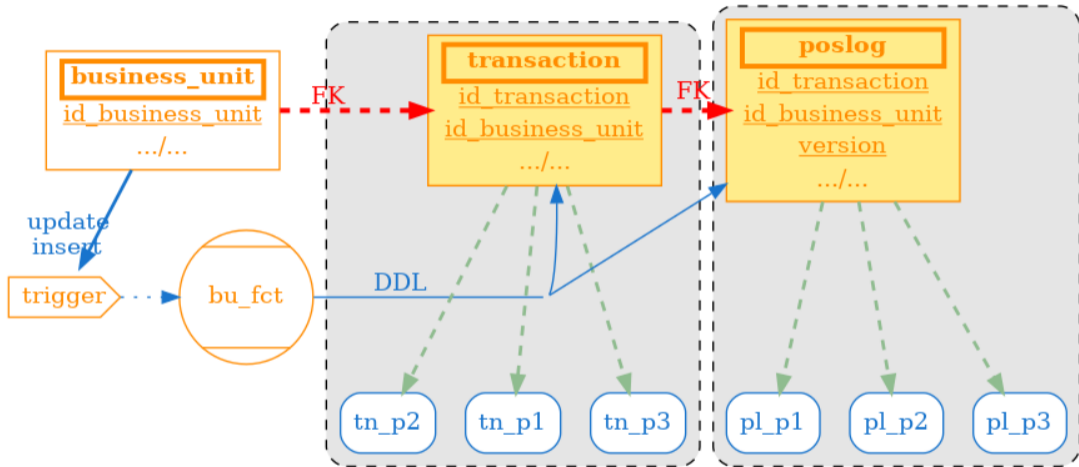 business_unit
id_business_unit
.../...
FK
transaction
id_transaction
id_business_unit
.../...
FK
poslog
id_transaction
id_business_unit
version
.../...
update
insert
trigger
bu_fct
DDL
tn_p2
tn_p1
tn_p3
pl_p1
pl_p2
pl_p3